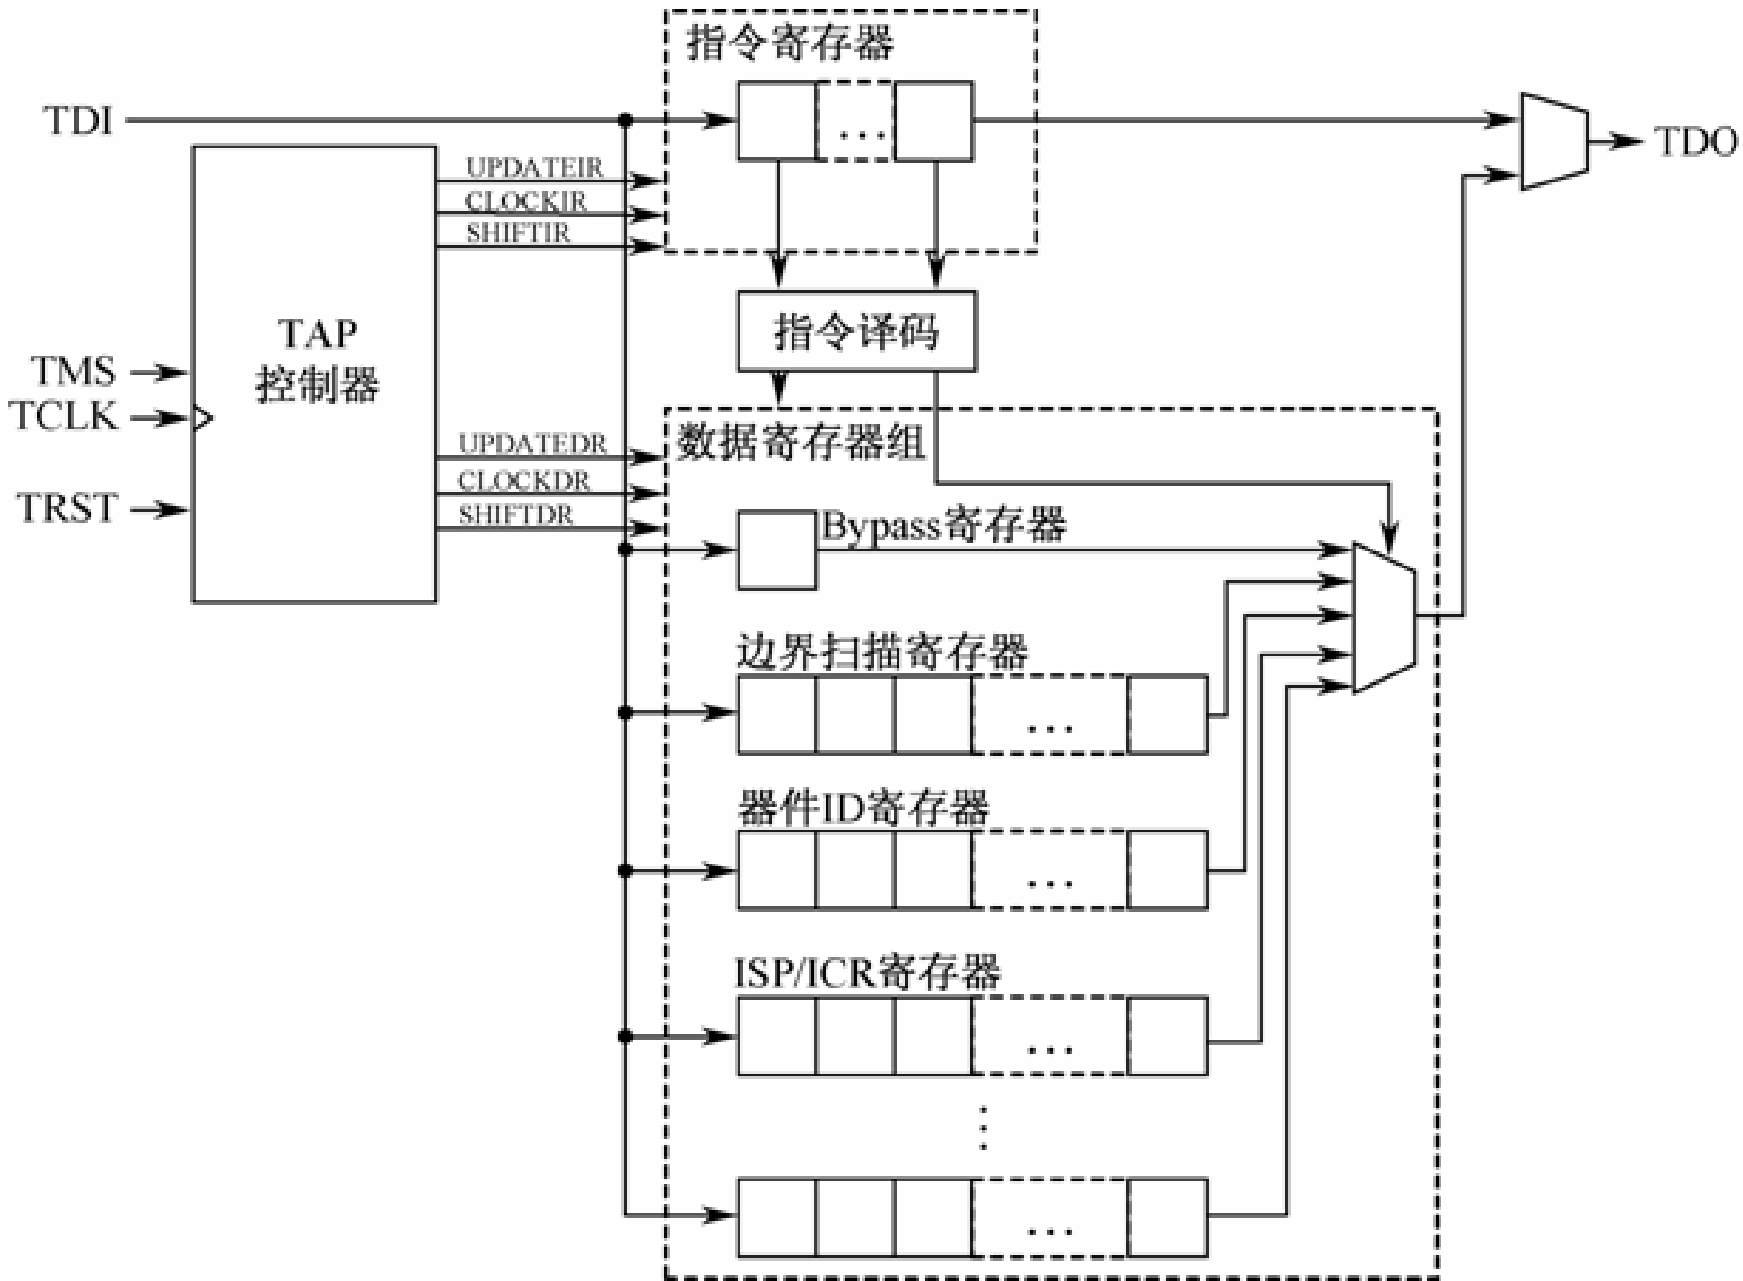 指令寄存器
TDI
…
TDO
UPDATEIR
CLOCKIR
SHIFTIR
TAP
控制器
指令译码
TMS
TCLK
TRST
UPDATEDR
CLOCKDR
SHIFTDR
数据寄存器组
Bypass寄存器
边界扫描寄存器
…
器件ID寄存器
…
ISP/ICR寄存器
…
⋮
…